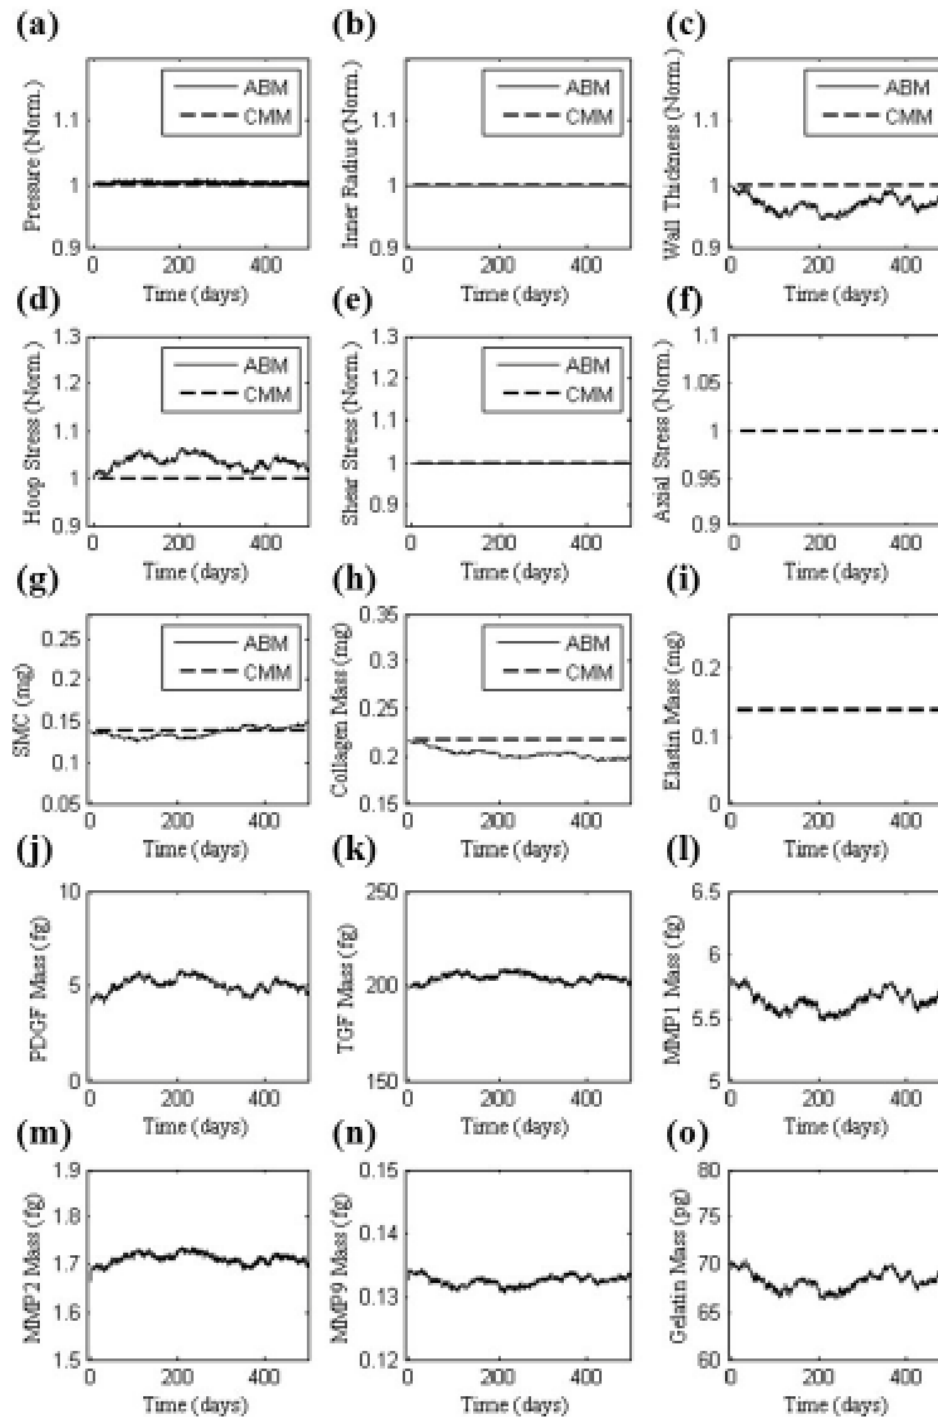 (a)
Pressure (Norm.)
1.1
1
0.9
ABM
CMM
0
200
400
Time (days)
(b)
Inner Radius (Norm.)
1.1
1
0.9
ABM
CMM
0
200
400
Time (days)
(c)
Wall Thickness (Norm.)
1.1
1
0.9
ABM
CMM
0
200
400
Time (days)
(d)
Hoop Stress (Norm.)
1.3
1.2
1.1
1
0.9
ABM
CMM
0
200
400
Time (days)
(e)
Shear Stress (Norm.)
1.3
1.2
1.1
1
0.9
ABM
CMM
0
200
400
Time (days)
(f)
Axial Stress (Norm.)
1.1
1.05
1
0.95
0.9
0
200
400
Time (days)
(g)
SMC (mg)
0.25
0.2
0.15
0.1
0.05
ABM
CMM
0
200
400
Time (days)
(h)
Collagen Mass (mg)
0.35
0.3
0.25
0.2
0.15
ABM
CMM
0
200
400
Time (days)
(i)
Elastin Mass (mg)
0.2
0.1
0
0
200
400
Time (days)
(j)
PDGF Mass (fg)
10
5
0
0
200
400
Time (days)
(k)
TGF Mass (fg)
250
200
150
0
200
400
Time (days)
(l)
MMP1 Mass (fg)
6.5
6
5.5
5
0
200
400
Time (days)
(m)
MMP2 Mass (fg)
1.9
1.8
1.7
1.6
1.5
0
200
400
Time (days)
(n)
MMP9 Mass (fg)
0.15
0.14
0.13
0.12
0
200
400
Time (days)
(o)
Gelatin Mass (pg)
80
75
70
65
60
0
200
400
Time (days)